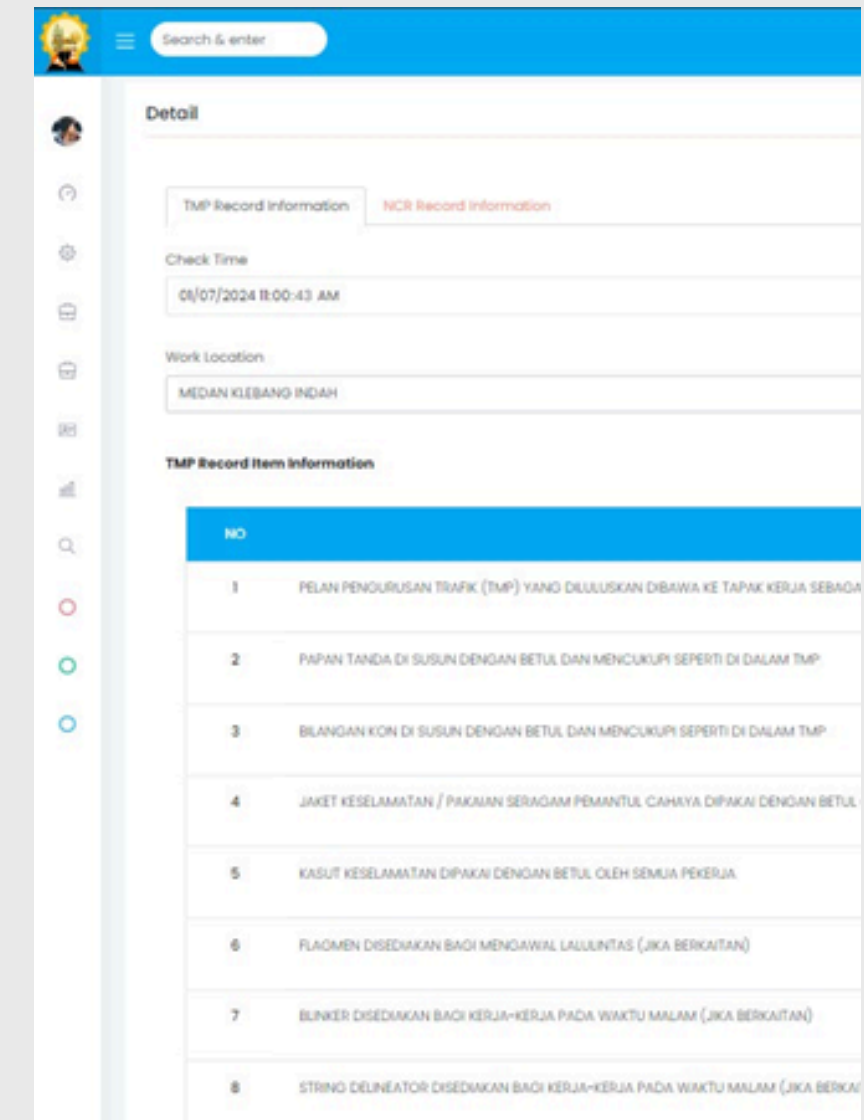 Search & enter
Detail
TMP Record Information
NCR Record Information
Check Time
01/07/2024 11:00:43 AM
Work Location
MEDAN KLEBANG INDAH
TMP Record Item Information
NO
1 PELAN PENGURUSAN TRAFIK (TMP) YANG DILULUSKAN DIBAWA KE TAPAK KERJA SEBAGA
2 PAPAN TANDA DI SUSUN DENGAN BETUL DAN MENCUKUPI SEPERTI DI DALAM TMP
3 BILANGAN KON DI SUSUN DENGAN BETUL DAN MENCUKUPI SEPERTI DI DALAM TMP
4 JAKET KESELAMATAN / PAKAIAN SERAGAM PEMANTUL CAHAYA DIPAKAI DENGAN BETUL
5 KASUT KESELAMATAN DIPAKAI DENGAN BETUL OLEH SEMUA PEKERJA
6 FLAGMEN DISEDIAKAN BAGI MENGAWAL LALULINTAS (JIKA BERKAITAN)
7 BLINKER DISEDIAKAN BAGI KERJA-KERJA PADA WAKTU MALAM (JIKA BERKAITAN)
8 STRING DELINEATOR DISEDIAKAN BAGI KERJA-KERJA PADA WAKTU MALAM (JIKA BERKAI